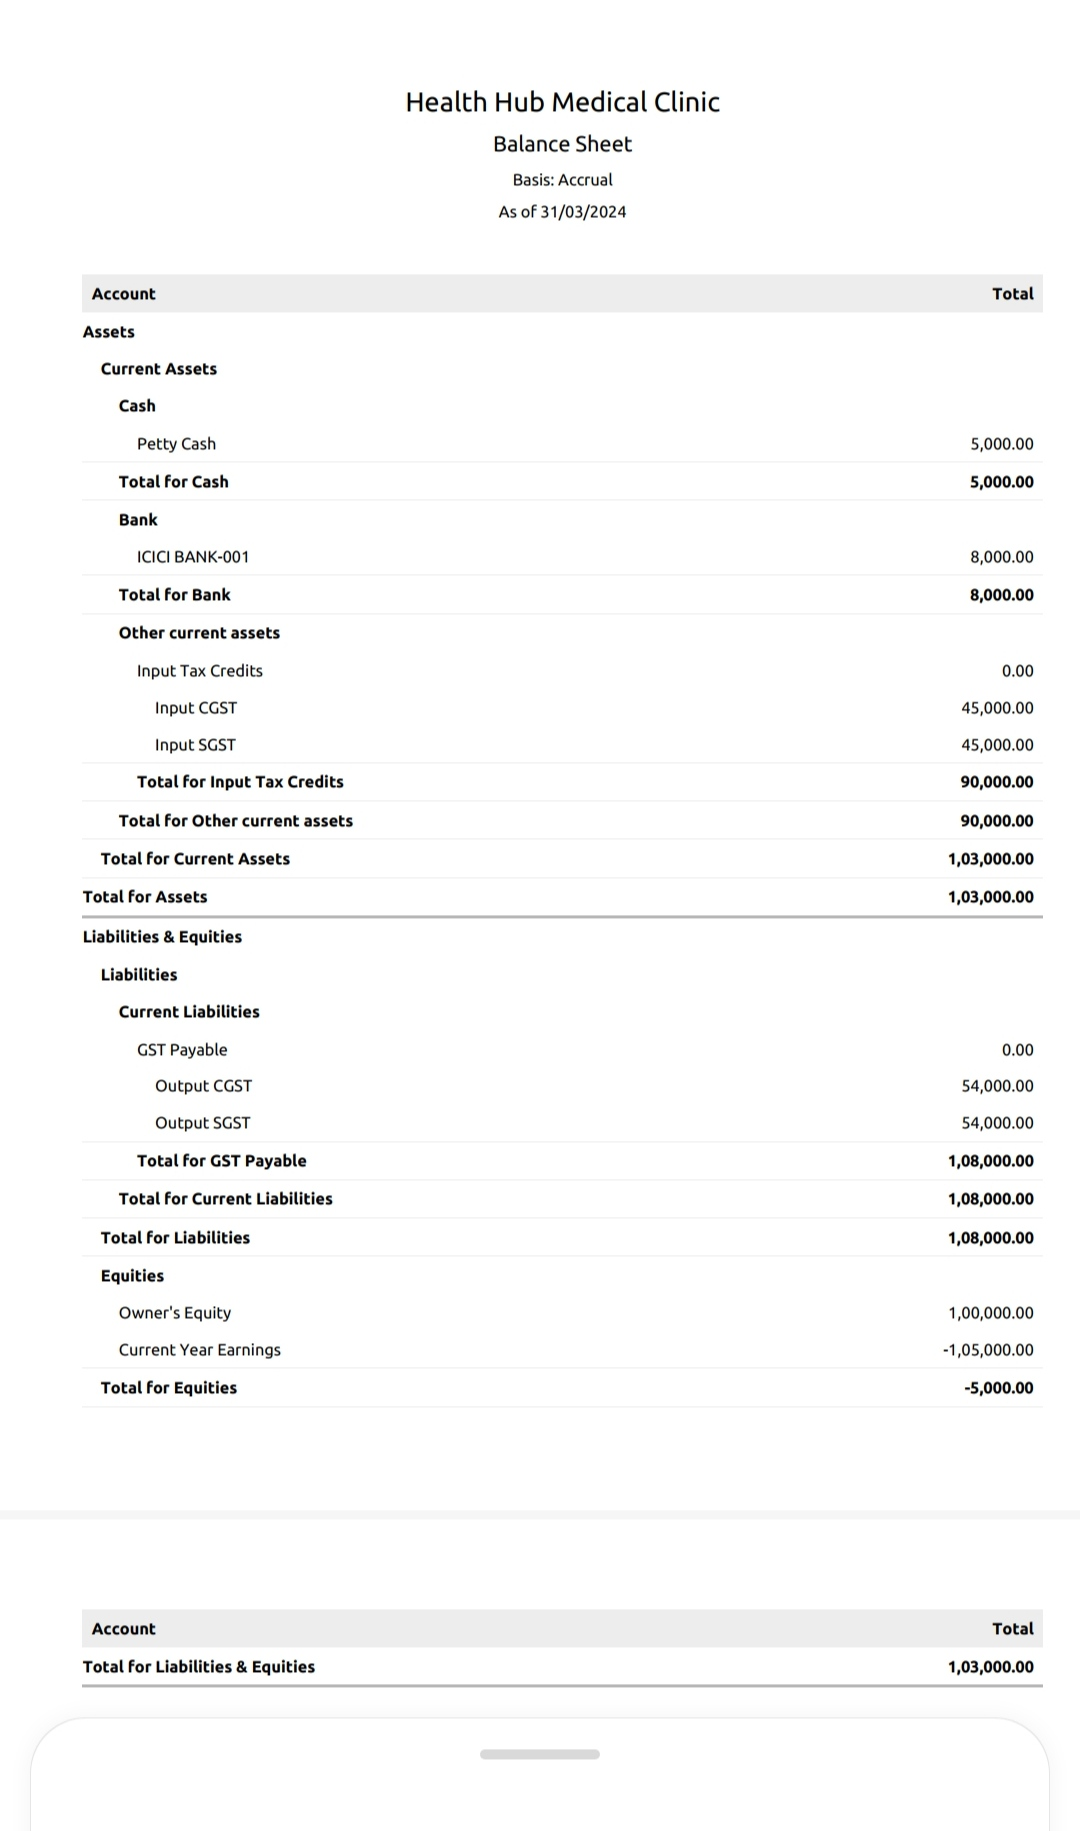 Health Hub Medical Clinic
Balance Sheet
Basis: Accrual
As of 31/03/2024
Account Total
Assets
Current Assets
Cash
Petty Cash 5,000.00
Total for Cash 5,000.00
Bank
ICICI BANK-001 8,000.00
Total for Bank 8,000.00
Other current assets
Input Tax Credits 0.00
Input CGST 45,000.00
Input SGST 45,000.00
Total for Input Tax Credits 90,000.00
Total for Other current assets 90,000.00
Total for Current Assets 1,03,000.00
Total for Assets 1,03,000.00
Liabilities & Equities
Liabilities
Current Liabilities
GST Payable 0.00
Output CGST 54,000.00
Output SGST 54,000.00
Total for GST Payable 1,08,000.00
Total for Current Liabilities 1,08,000.00
Total for Liabilities 1,08,000.00
Equities
Owner's Equity 1,00,000.00
Current Year Earnings -1,05,000.00
Total for Equities -5,000.00
Account Total
Total for Liabilities & Equities 1,03,000.00